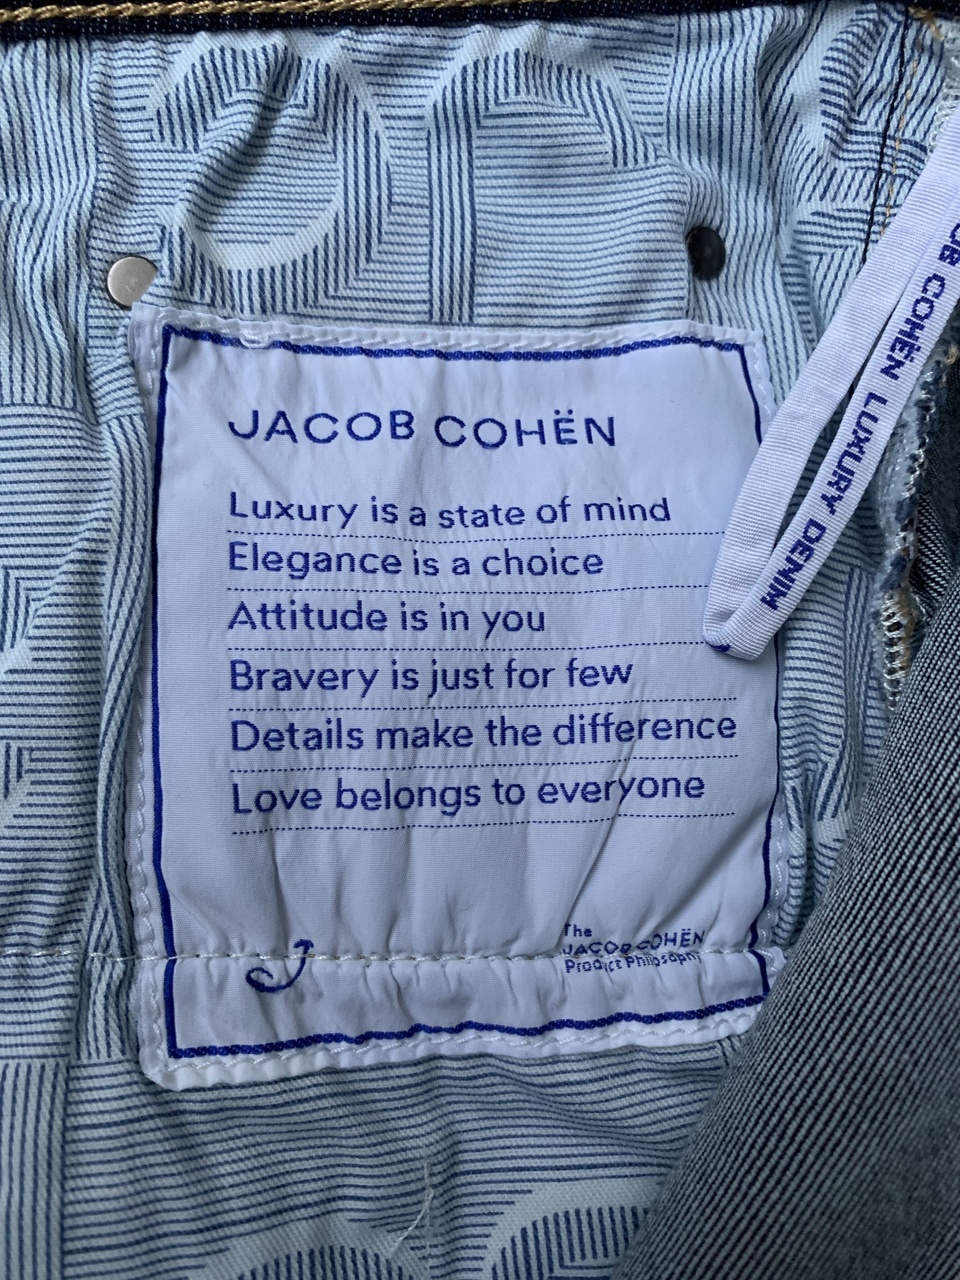 JACOB COHËN
Luxury is a state of mind
Elegance is a choice
Attitude is in you
Bravery is just for few
Details make the difference
Love belongs to everyone
The
JACOB COHËN
Product Philosophy
OB COHËN LUXURY DENIM